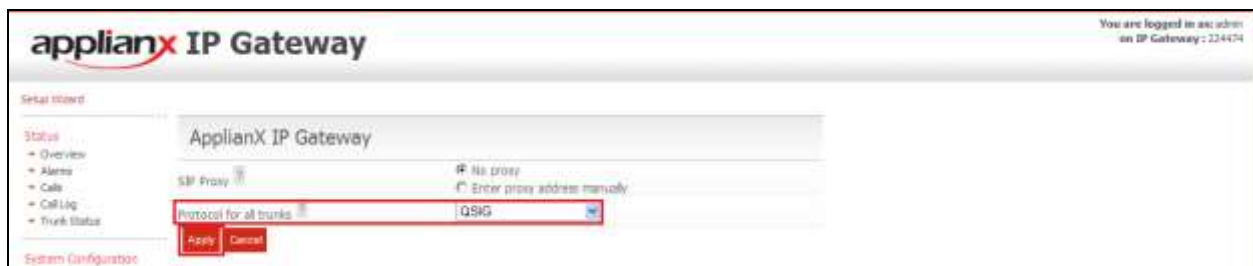 You are logged in as: admin
on IP Gateway : 224474
applianx IP Gateway
Setup Wizard
Status
Overview
Alarms
Calls
Call Log
Trunk Status
System Configuration
ApplianX IP Gateway
SIP Proxy ?
No proxy
Enter proxy address manually
Protocol for all trunks ?
QSIG
Apply Cancel